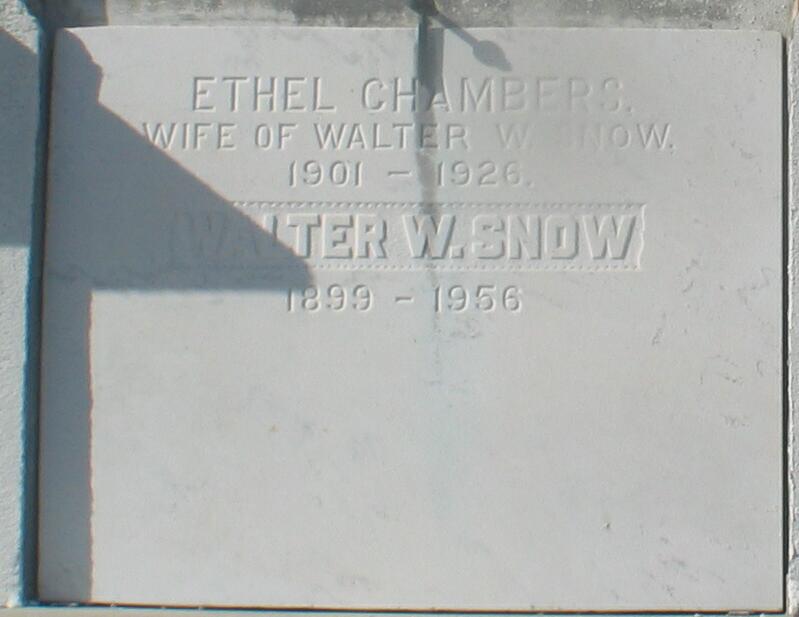 ETHEL CHAMBERS.
WIFE OF WALTER W. SNOW.
1901 – 1926.
WALTER W. SNOW
1899 – 1956